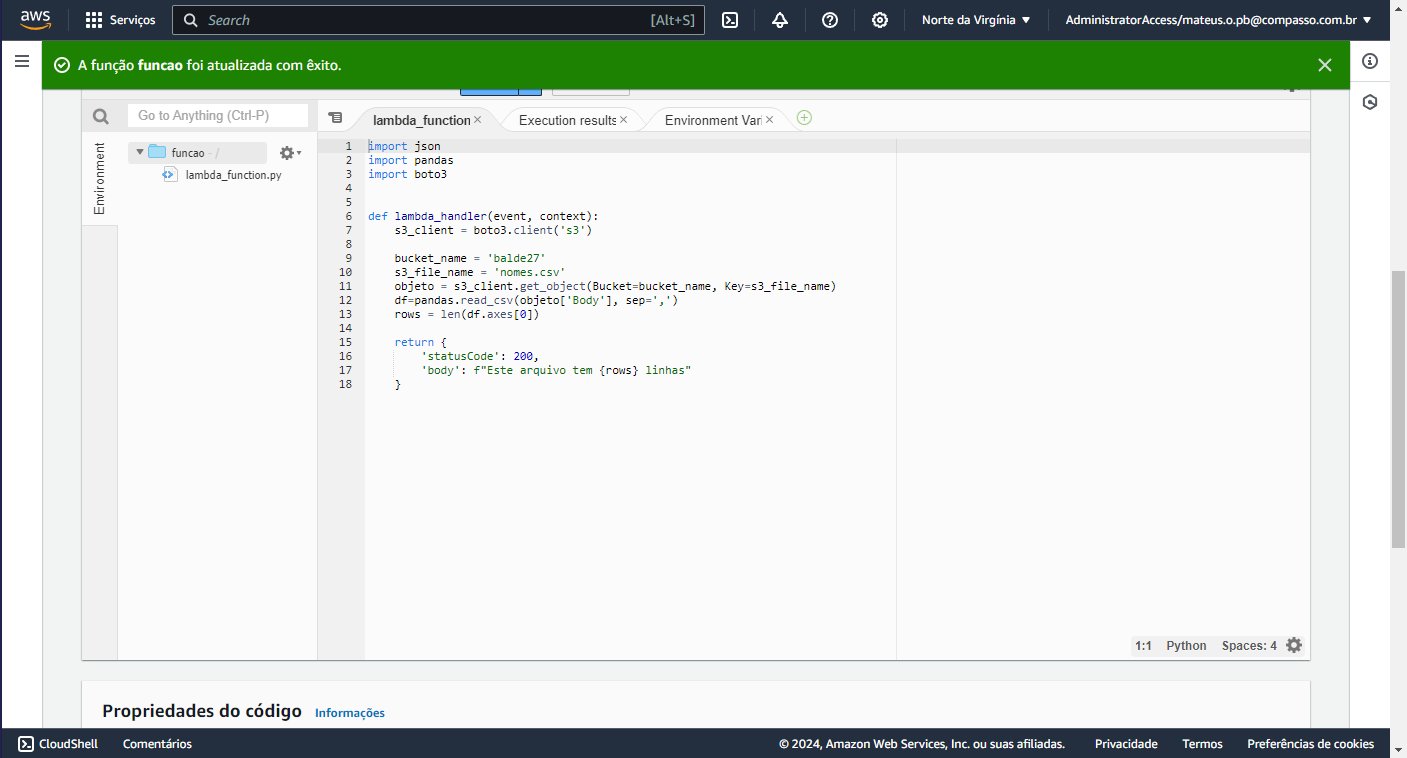 aws
Serviços
Search
[Alt+S]
Norte da Virgínia
AdministratorAccess/mateus.o.pb@compasso.com.br
A função funcao foi atualizada com êxito.
Go to Anything (Ctrl-P)
lambda_function
Execution results
Environment Vari
Environment
funcao - /
lambda_function.py
1 import json
2 import pandas
3 import boto3
4
5
6 def lambda_handler(event, context):
7 s3_client = boto3.client('s3')
8
9 bucket_name = 'balde27'
10 s3_file_name = 'nomes.csv'
11 objeto = s3_client.get_object(Bucket=bucket_name, Key=s3_file_name)
12 df=pandas.read_csv(objeto['Body'], sep=',')
13 rows = len(df.axes[0])
14
15 return {
16 'statusCode': 200,
17 'body': f"Este arquivo tem {rows} linhas"
18 }
1:1 Python Spaces: 4
Propriedades do código Informações
CloudShell
Comentários
© 2024, Amazon Web Services, Inc. ou suas afiliadas.
Privacidade
Termos
Preferências de cookies